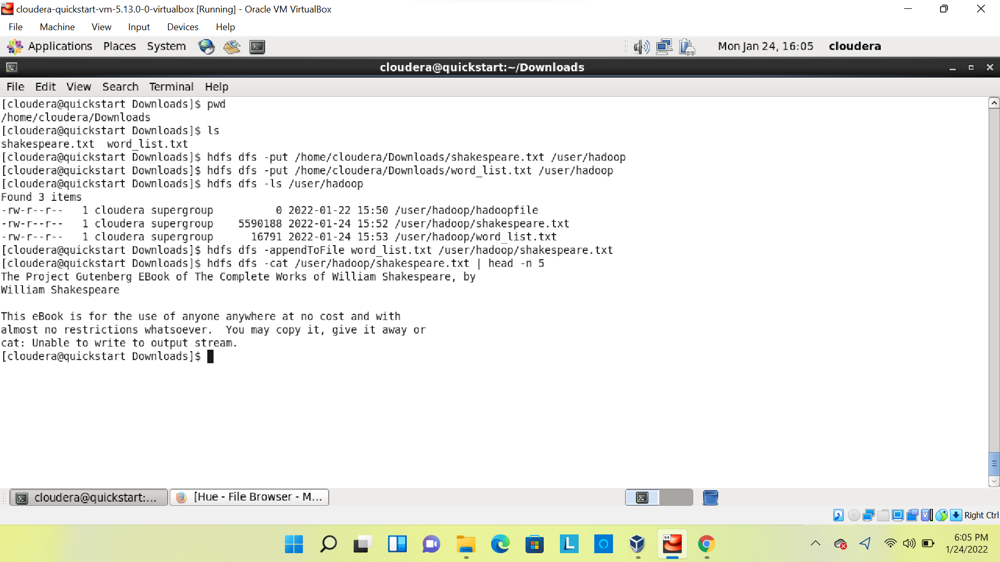 cloudera-quickstart-vm-5.13.0-0-virtualbox [Running] - Oracle VM VirtualBox
File Machine View Input Devices Help
Applications Places System Mon Jan 24, 16:05 cloudera
cloudera@quickstart:~/Downloads
File Edit View Search Terminal Help
[cloudera@quickstart Downloads]$ pwd
/home/cloudera/Downloads
[cloudera@quickstart Downloads]$ ls
shakespeare.txt  word_list.txt
[cloudera@quickstart Downloads]$ hdfs dfs -put /home/cloudera/Downloads/shakespeare.txt /user/hadoop
[cloudera@quickstart Downloads]$ hdfs dfs -put /home/cloudera/Downloads/word_list.txt /user/hadoop
[cloudera@quickstart Downloads]$ hdfs dfs -ls /user/hadoop
Found 3 items
-rw-r--r--   1 cloudera supergroup          0 2022-01-22 15:50 /user/hadoop/hadoopfile
-rw-r--r--   1 cloudera supergroup    5590188 2022-01-24 15:52 /user/hadoop/shakespeare.txt
-rw-r--r--   1 cloudera supergroup      16791 2022-01-24 15:53 /user/hadoop/word_list.txt
[cloudera@quickstart Downloads]$ hdfs dfs -appendToFile word_list.txt /user/hadoop/shakespeare.txt
[cloudera@quickstart Downloads]$ hdfs dfs -cat /user/hadoop/shakespeare.txt | head -n 5
The Project Gutenberg EBook of The Complete Works of William Shakespeare, by
William Shakespeare
This eBook is for the use of anyone anywhere at no cost and with
almost no restrictions whatsoever.  You may copy it, give it away or
cat: Unable to write to output stream.
[cloudera@quickstart Downloads]$
cloudera@quickstart:... [Hue - File Browser - M...
Right Ctrl
6:05 PM
1/24/2022